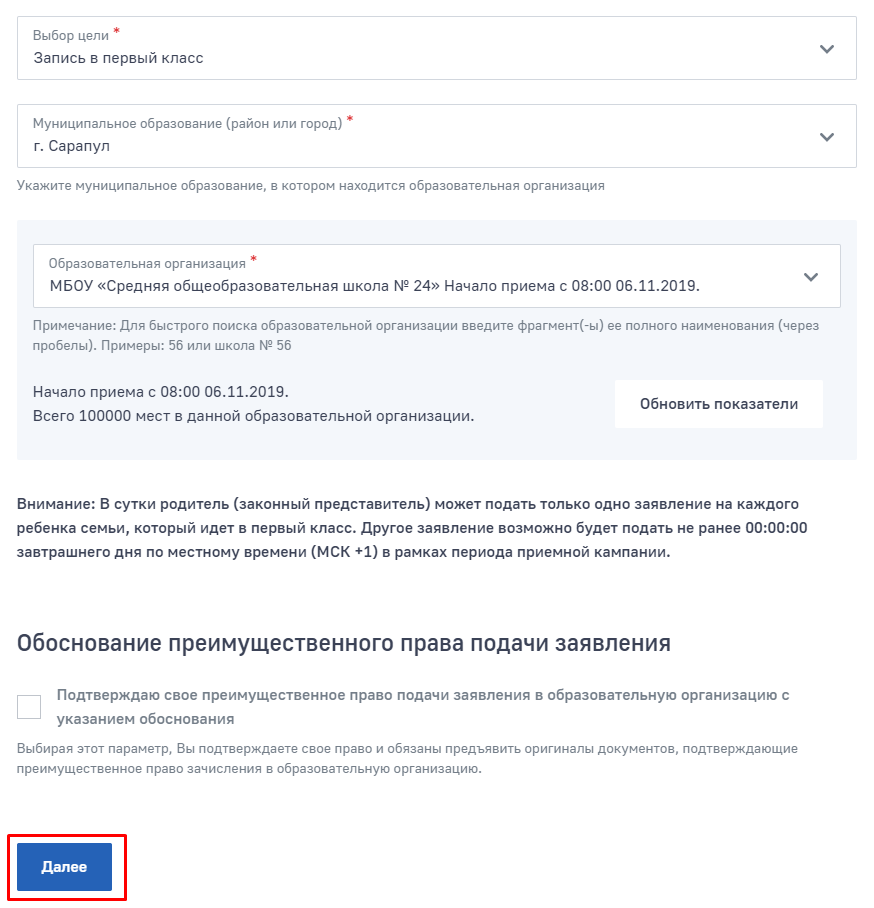 Выбор цели *
Запись в первый класс
Муниципальное образование (район или город) *
г. Сарапул
Укажите муниципальное образование, в котором находится образовательная организация
Образовательная организация *
МБОУ «Средняя общеобразовательная школа № 24» Начало приема с 08:00 06.11.2019.
Примечание: Для быстрого поиска образовательной организации введите фрагмент(-ы) ее полного наименования (через
пробелы). Примеры: 56 или школа № 56
Начало приема с 08:00 06.11.2019.
Всего 100000 мест в данной образовательной организации.
Обновить показатели
Внимание: В сутки родитель (законный представитель) может подать только одно заявление на каждого
ребенка семьи, который идет в первый класс. Другое заявление возможно будет подать не ранее 00:00:00
завтрашнего дня по местному времени (МСК +1) в рамках периода приемной кампании.
Обоснование преимущественного права подачи заявления
Подтверждаю свое преимущественное право подачи заявления в образовательную организацию с
указанием обоснования
Выбирая этот параметр, Вы подтверждаете свое право и обязаны предъявить оригиналы документов, подтверждающие
преимущественное право зачисления в образовательную организацию.
Далее